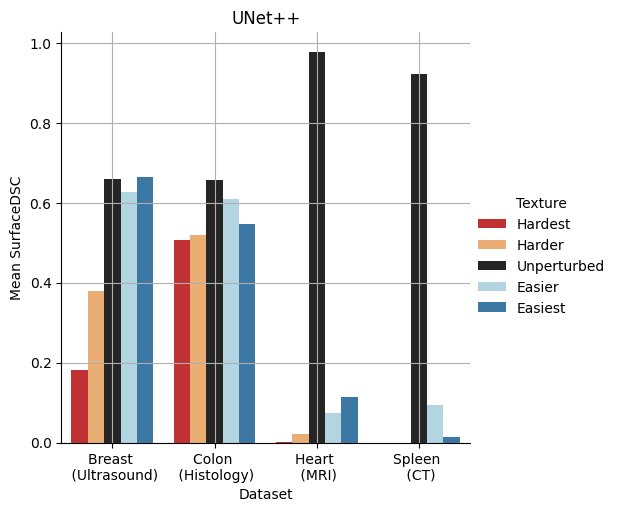 UNet++
1.0
0.8
0.6
0.4
0.2
0.0
Mean SurfaceDSC
Breast
(Ultrasound)
Colon
(Histology)
Heart
(MRI)
Spleen
(CT)
Dataset
Texture
Hardest
Harder
Unperturbed
Easier
Easiest